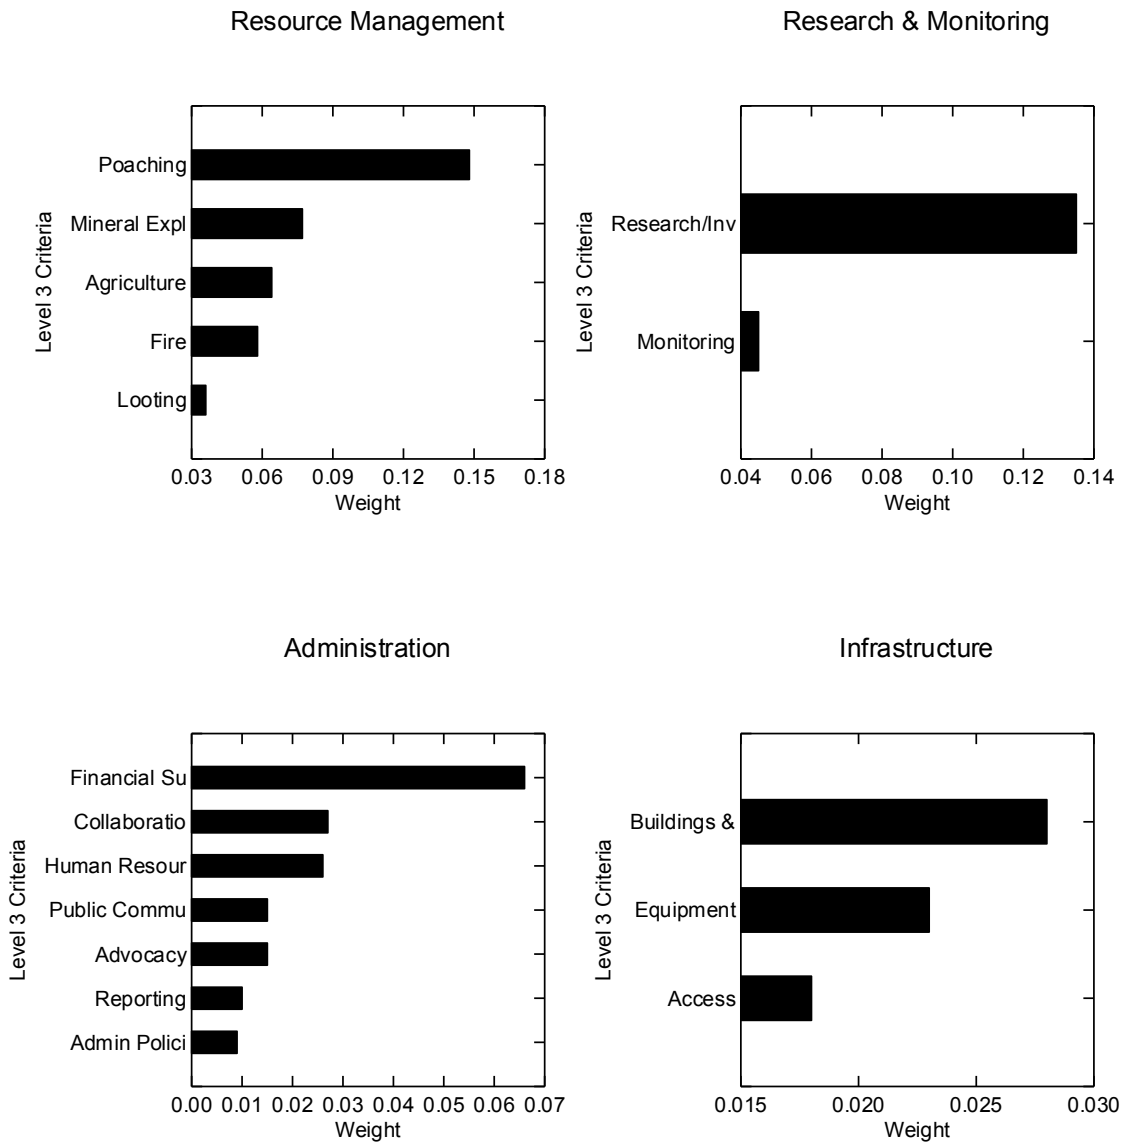 Resource Management
Level 3 Criteria
Poaching
Mineral Expl
Agriculture
Fire
Looting
0.03 0.06 0.09 0.12 0.15 0.18
Weight
Research & Monitoring
Level 3 Criteria
Research/Inv
Monitoring
0.04 0.06 0.08 0.10 0.12 0.14
Weight
Administration
Level 3 Criteria
Financial Su
Collaboratio
Human Resour
Public Commu
Advocacy
Reporting
Admin Polici
0.00 0.01 0.02 0.03 0.04 0.05 0.06 0.07
Weight
Infrastructure
Level 3 Criteria
Buildings &
Equipment
Access
0.015 0.020 0.025 0.030
Weight